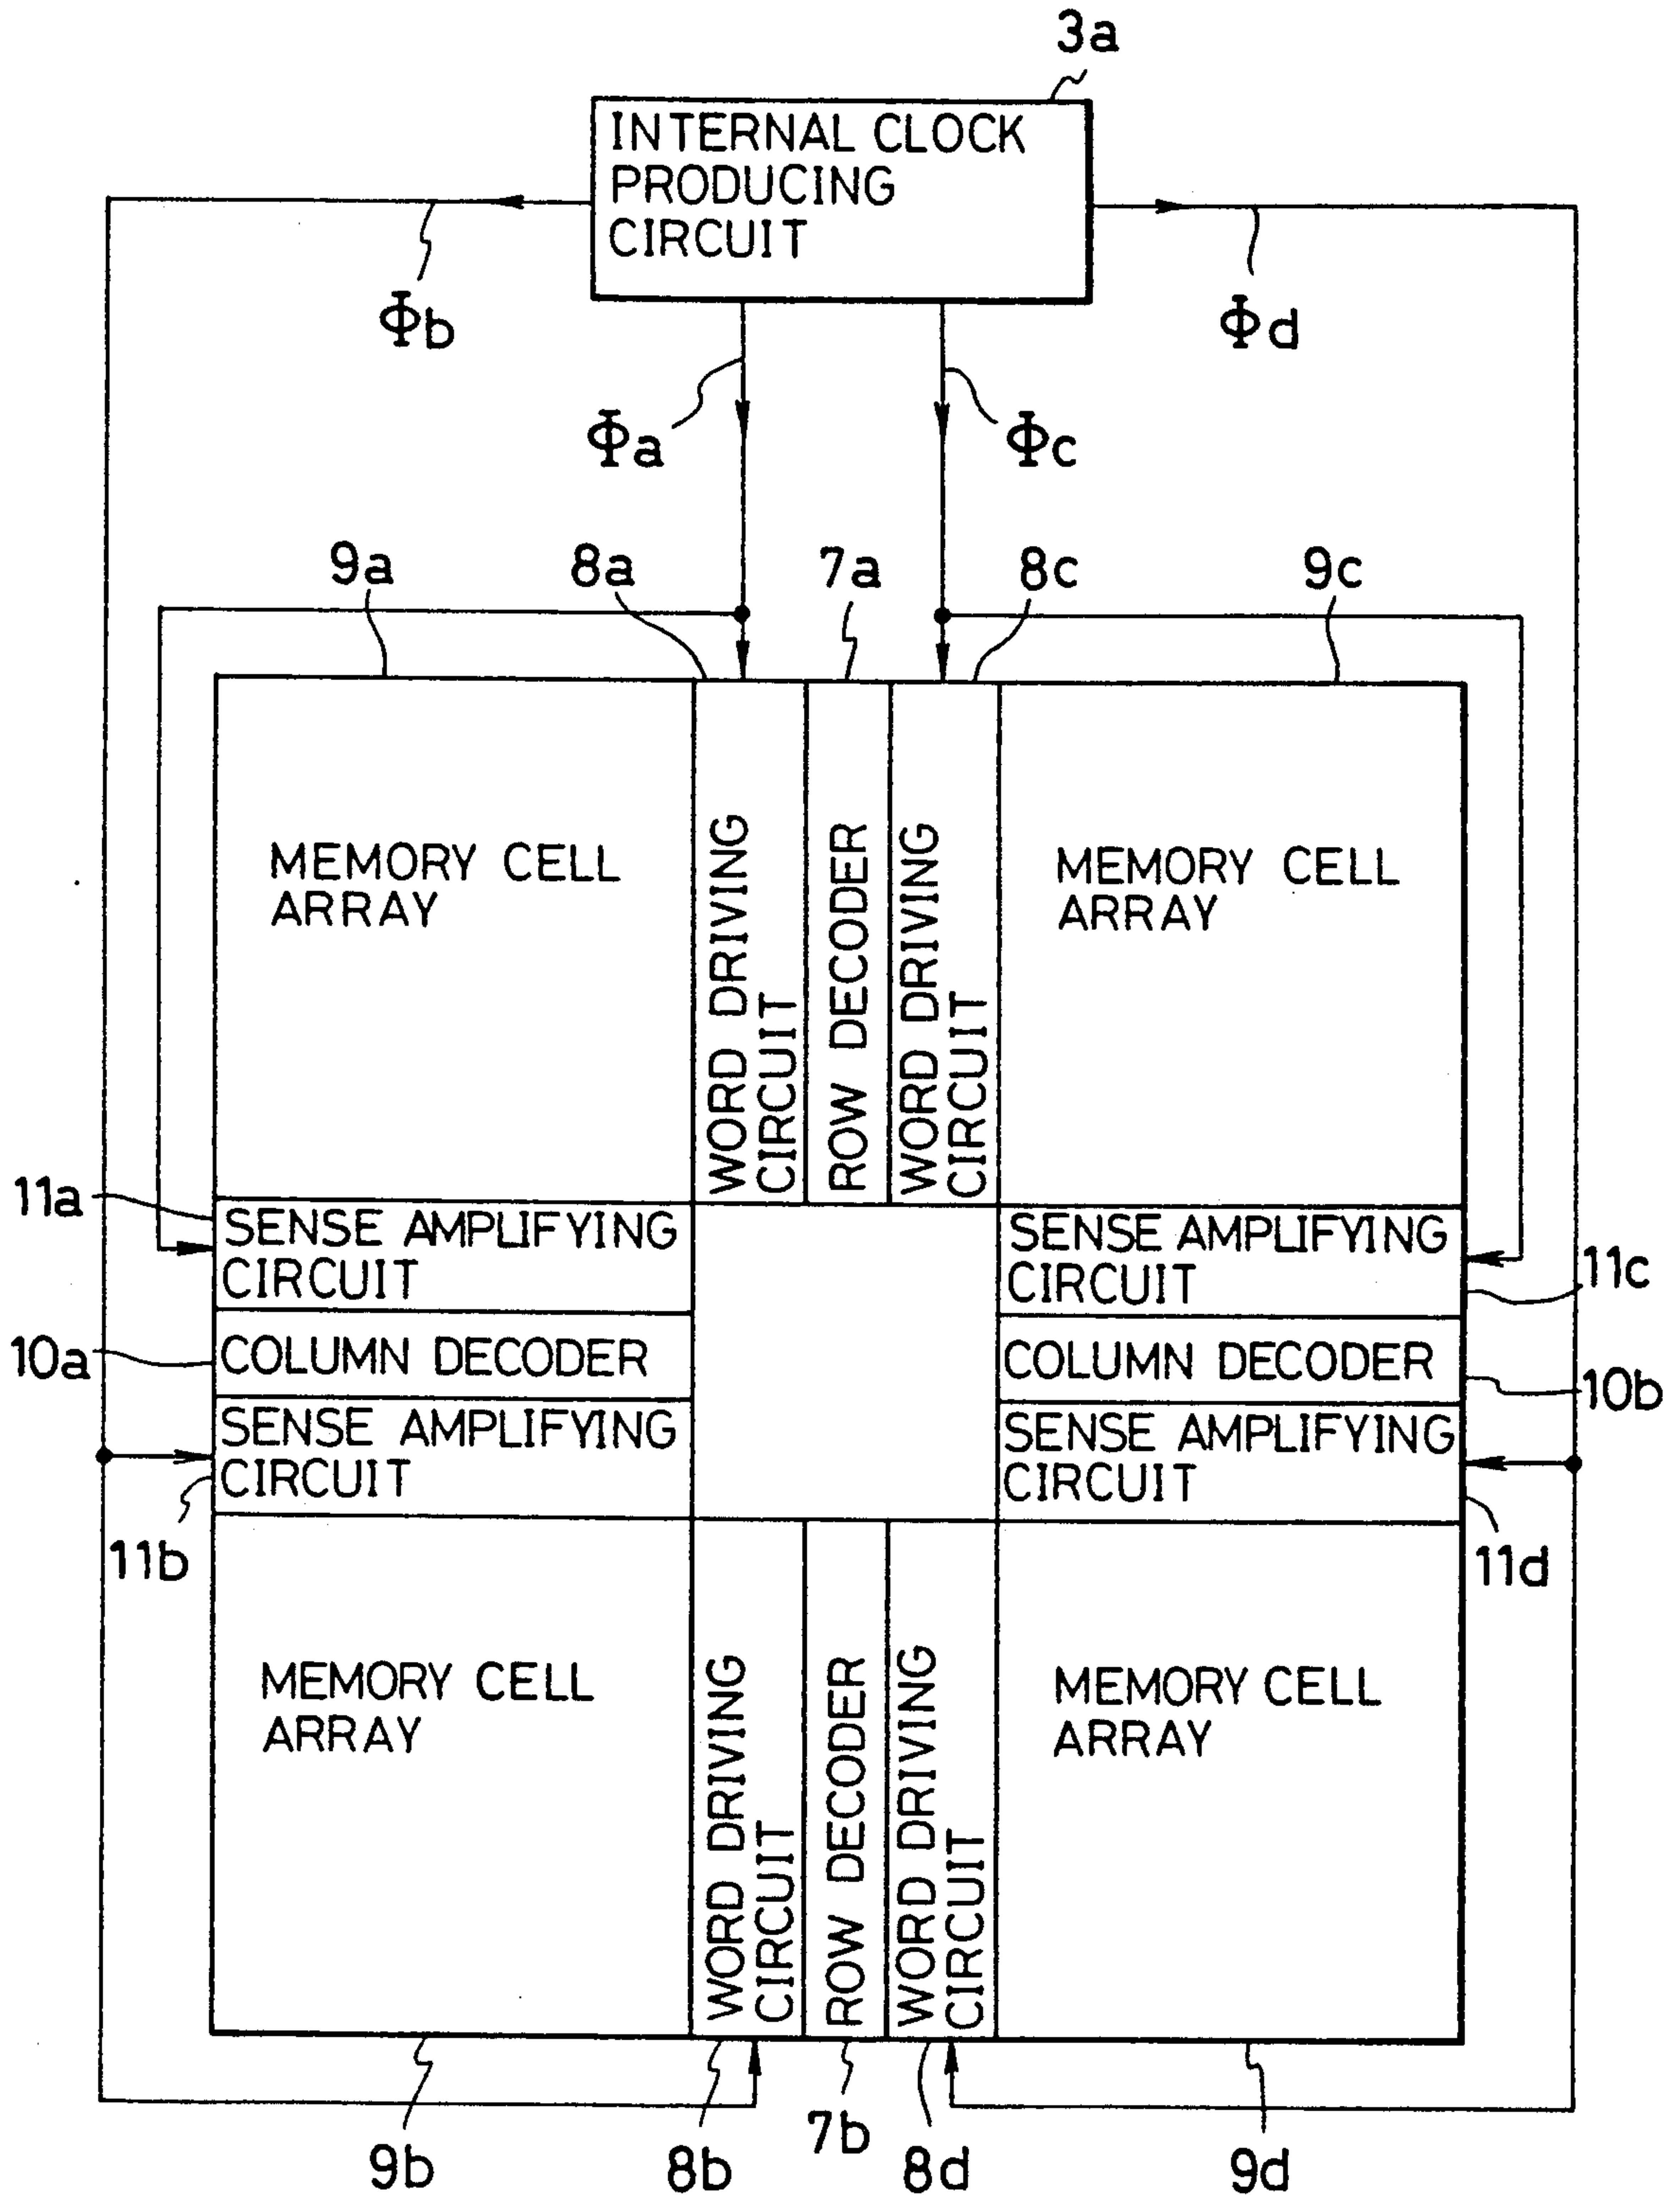 3a
INTERNAL CLOCK
PRODUCING
CIRCUIT
Φb
Φd
Φa
Φc
9a
8a
7a
8c
9c
MEMORY CELL
ARRAY
WORD DRIVING
CIRCUIT
ROW DECODER
WORD DRIVING
CIRCUIT
MEMORY CELL
ARRAY
11a
SENSE AMPLIFYING
CIRCUIT
SENSE AMPLIFYING
CIRCUIT
11c
10a
COLUMN DECODER
COLUMN DECODER
10b
SENSE AMPLIFYING
CIRCUIT
SENSE AMPLIFYING
CIRCUIT
11b
11d
MEMORY CELL
ARRAY
WORD DRIVING
CIRCUIT
ROW DECODER
WORD DRIVING
CIRCUIT
MEMORY CELL
ARRAY
9b
8b
7b
8d
9d